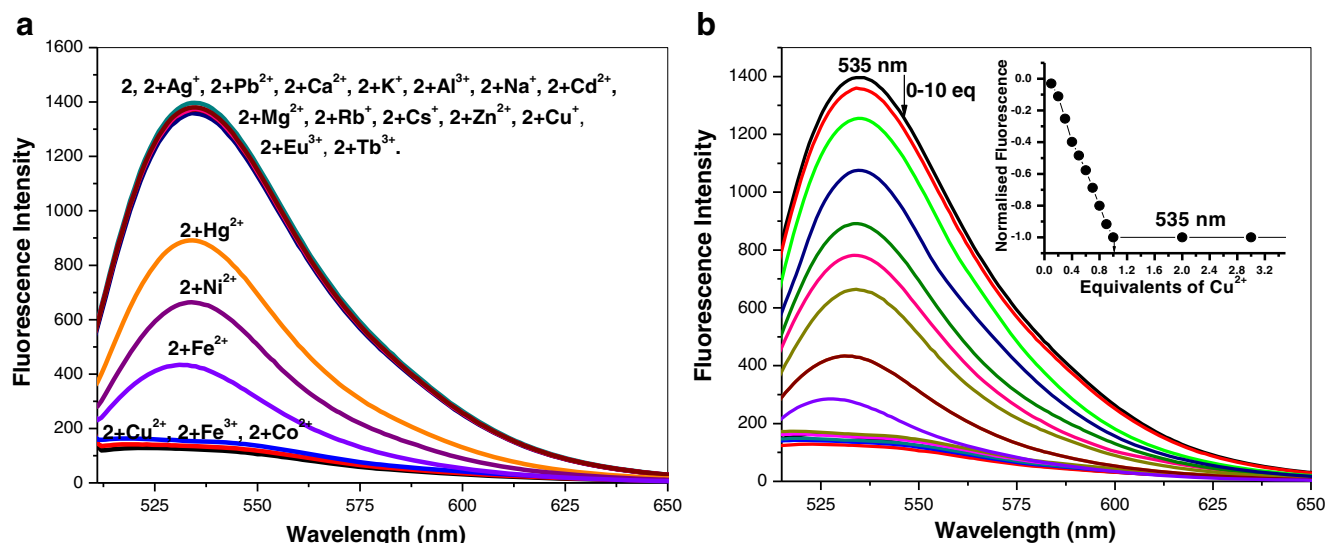 a
1600
1400
1200
1000
800
600
400
200
0
Fluorescence Intensity
2, 2+Ag⁺, 2+Pb²⁺, 2+Ca²⁺, 2+K⁺, 2+Al³⁺, 2+Na⁺, 2+Cd²⁺,
2+Mg²⁺, 2+Rb⁺, 2+Cs⁺, 2+Zn²⁺, 2+Cu⁺,
2+Eu³⁺, 2+Tb³⁺.
2+Hg²⁺
2+Ni²⁺
2+Fe²⁺
2+Cu²⁺, 2+Fe³⁺, 2+Co²⁺
525 550 575 600 625 650
Wavelength (nm)
b
1400
1200
1000
800
600
400
200
0
Fluorescence Intensity
535 nm
0-10 eq
Normalised Fluorescence
0.0
-0.2
-0.4
-0.6
-0.8
-1.0
535 nm
0.0 0.4 0.8 1.2 1.6 2.0 2.4 2.8 3.2
Equivalents of Cu²⁺
525 550 575 600 625 650
Wavelength (nm)